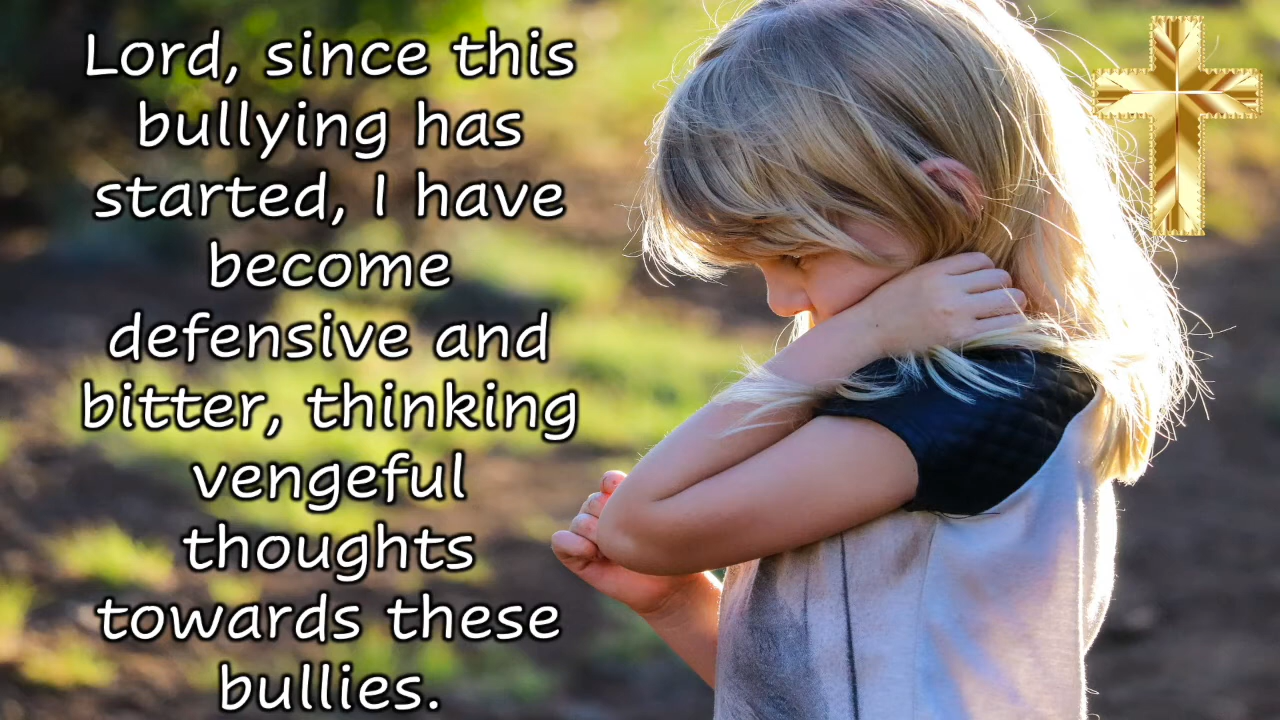 Lord, since this
bullying has
started, I have
become
defensive and
bitter, thinking
vengeful
thoughts
towards these
bullies.